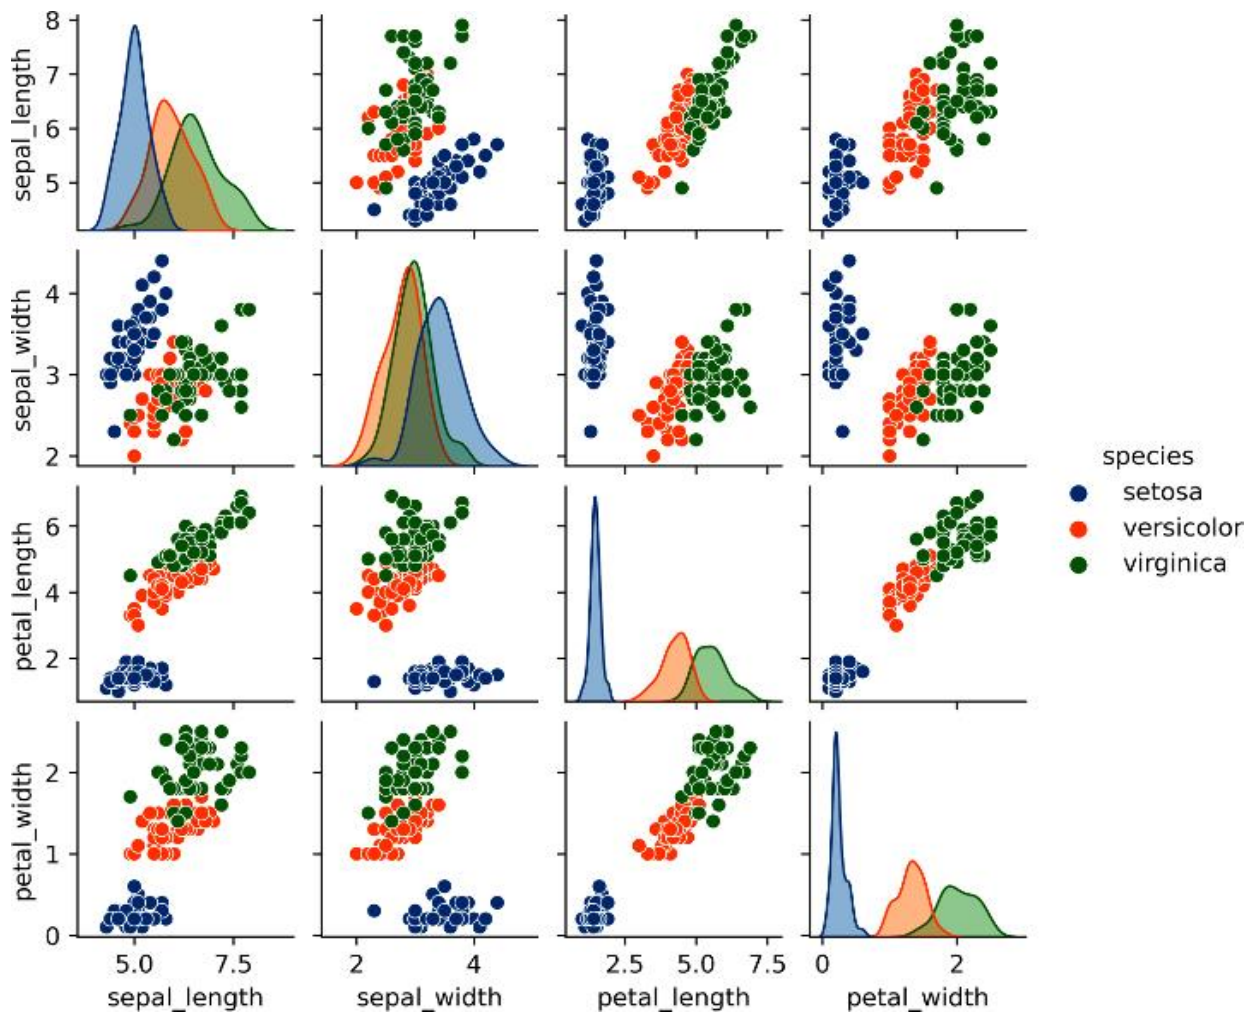 8
7
6
5
sepal_length
4
3
2
sepal_width
6
4
2
petal_length
2
1
0
petal_width
5.0 7.5
sepal_length
2 4
sepal_width
2.5 5.0 7.5
petal_length
0 2
petal_width
species
setosa
versicolor
virginica